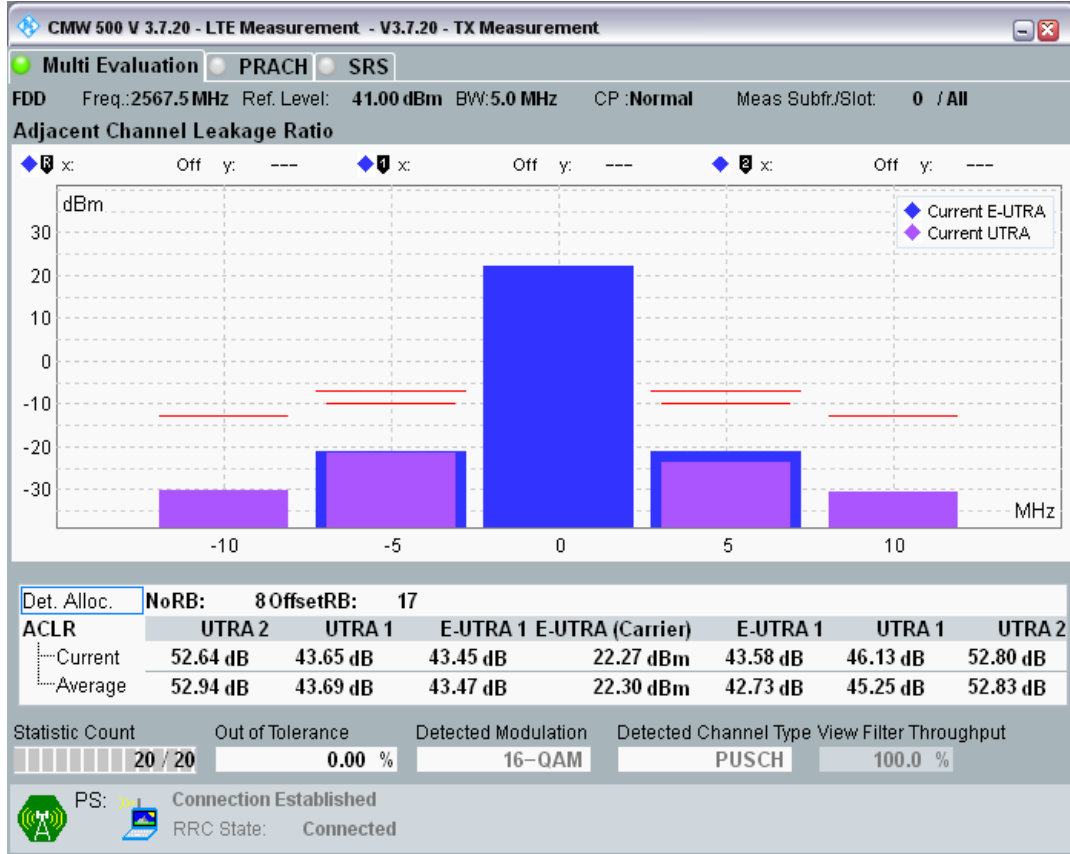 CMW 500 V 3.7.20 - LTE Measurement - V3.7.20 - TX Measurement
Multi Evaluation PRACH SRS
FDD Freq.:2567.5 MHz Ref. Level: 41.00 dBm BW:5.0 MHz CP :Normal Meas Subfr./Slot: 0 / All
Adjacent Channel Leakage Ratio
R x: Off y: --- 1 x: Off y: --- 2 x: Off y: ---
dBm
Current E-UTRA
Current UTRA
30
20
10
0
-10
-20
-30
MHz
-10 -5 0 5 10
Det. Alloc. NoRB: 8 OffsetRB: 17
ACLR UTRA 2 UTRA 1 E-UTRA 1 E-UTRA (Carrier) E-UTRA 1 UTRA 1 UTRA 2
Current 52.64 dB 43.65 dB 43.45 dB 22.27 dBm 43.58 dB 46.13 dB 52.80 dB
Average 52.94 dB 43.69 dB 43.47 dB 22.30 dBm 42.73 dB 45.25 dB 52.83 dB
Statistic Count Out of Tolerance Detected Modulation Detected Channel Type View Filter Throughput
20 / 20 0.00 % 16-QAM PUSCH 100.0 %
PS: Connection Established
RRC State: Connected